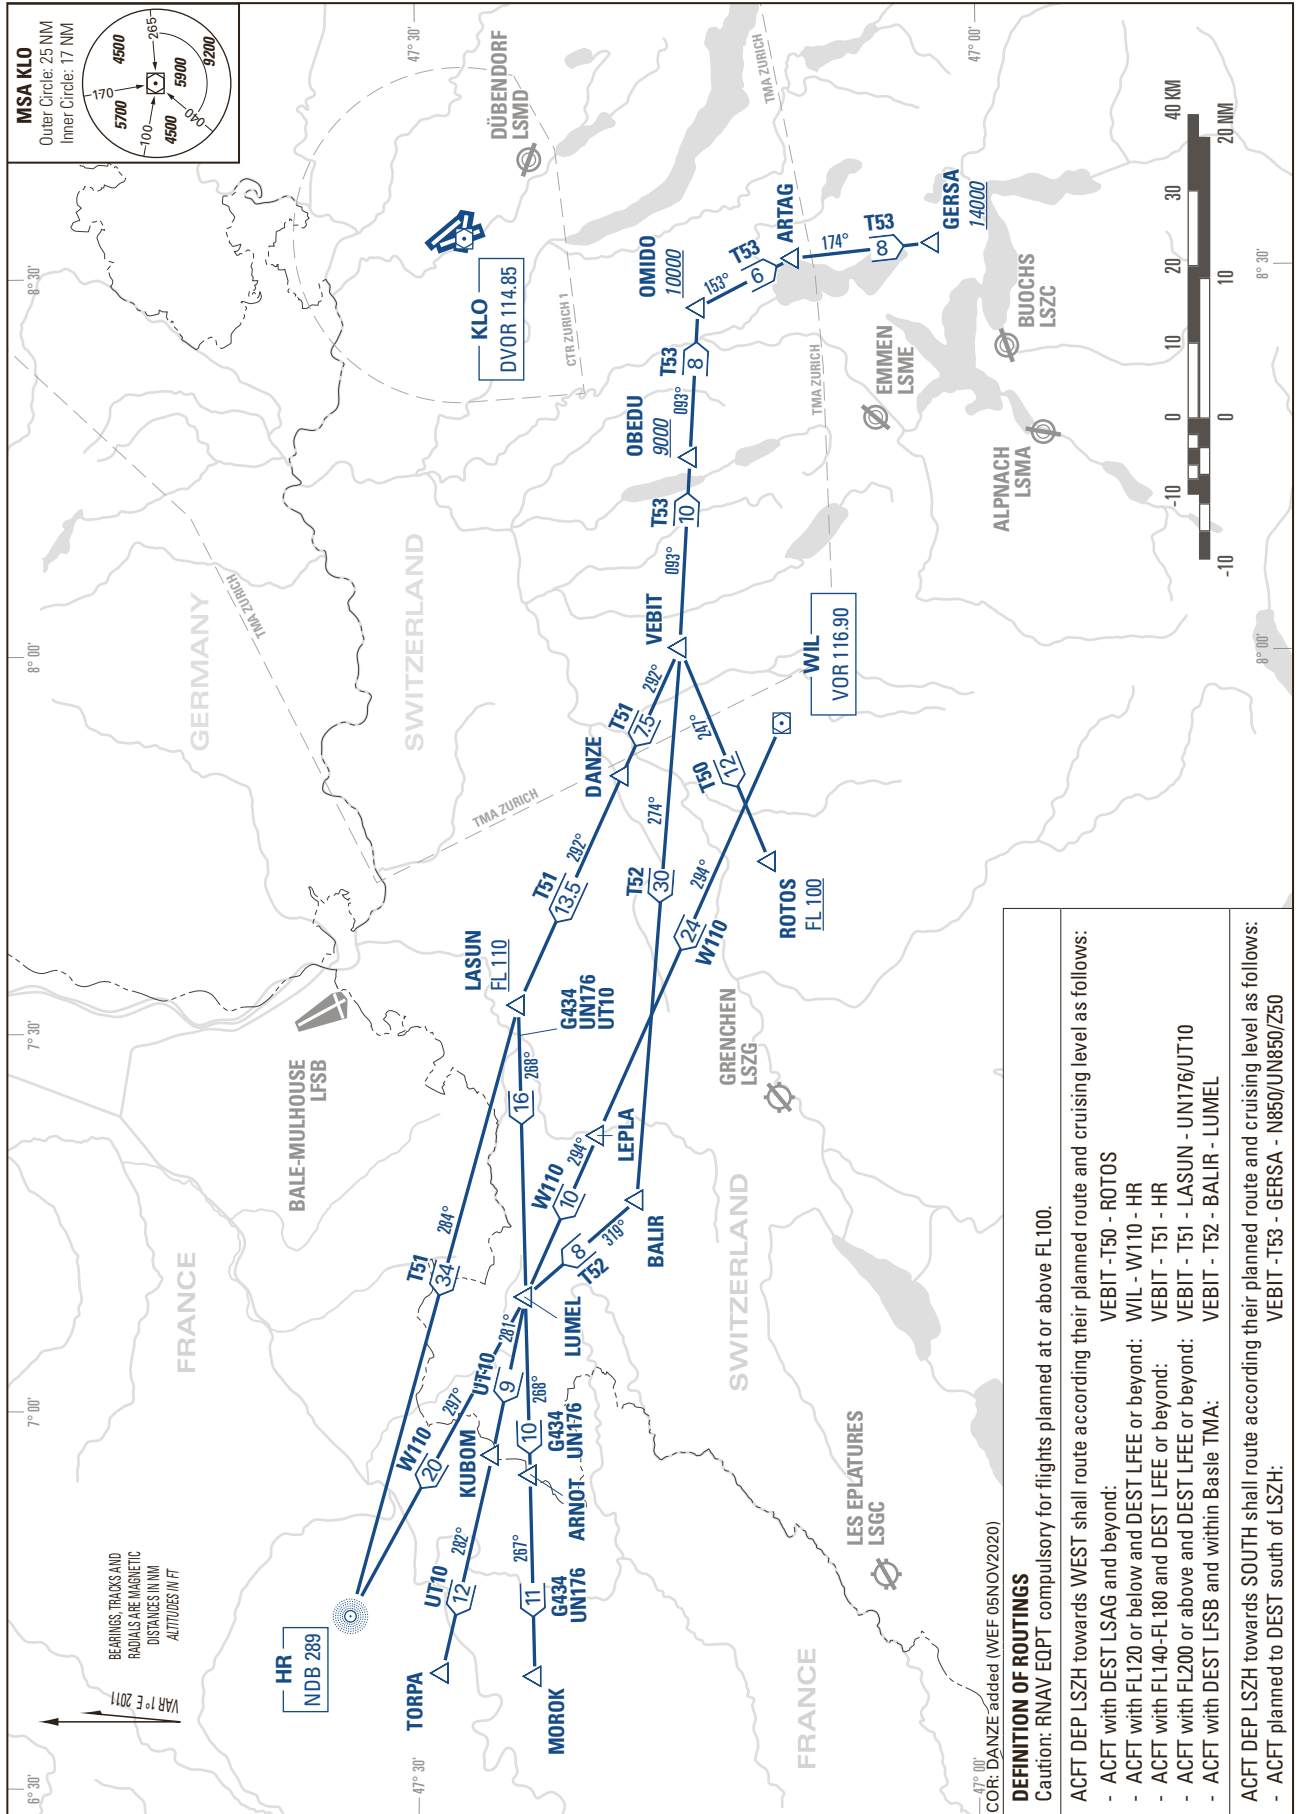 MSA KLO
Outer Circle: 25 NM
Inner Circle: 17 NM
170
265
100
040
4500
5700
5900
9200
4500
6°30'
7°00'
7°30'
8°00'
8°30'
47°30'
47°00'
VAR 1° E 2011
BEARINGS, TRACKS AND
RADIALS ARE MAGNETIC
DISTANCES IN NM
ALTITUDES IN FT
FRANCE
GERMANY
SWITZERLAND
BALE-MULHOUSE
LFSB
TMA ZURICH
TMA ZURICH
DÜBENDORF
LSMD
KLO
DVOR 114.85
CTR ZURICH 1
TMA ZURICH
TMA ZURICH
HR
NDB 289
TORPA
MOROK
UT10
12
282°
KUBOM
UT10
9
281°
W110
20
297°
T51
34
284°
G434
UN176
11
267°
ARNOT
G434
UN176
10
268°
LUMEL
W110
10
294°
LEPLA
T52
8
319°
BALIR
16
268°
G434
UN176
UT10
LASUN
FL 110
T51
13.5
292°
DANZE
T51
7.5
292°
T52
30
274°
W110
24
294°
T50
12
247°
ROTOS
FL 100
VEBIT
WIL
VOR 116.90
093°
T53
10
OBEDU
9000
093°
T53
8
OMIDO
10000
153°
T53
6
ARTAG
174°
T53
8
GERSA
14000
EMMEN
LSME
BUOCHS
LSZC
ALPNACH
LSMA
GRENCHEN
LSZG
SWITZERLAND
LES EPLATURES
LSGC
FRANCE
6°30'
47°30'
47°00'
8°00'
8°30'
-10
0
10
20
30
40 KM
-10
0
10
20 NM
COR: DANZE added (WEF 05NOV2020)
DEFINITION OF ROUTINGS
Caution: RNAV EQPT compulsory for flights planned at or above FL100.
ACFT DEP LSZH towards WEST shall route according their planned route and cruising level as follows:
- ACFT with DEST LSAG and beyond: VEBIT - T50 - ROTOS
- ACFT with FL120 or below and DEST LFEE or beyond: WIL - W110 - HR
- ACFT with FL140-FL180 and DEST LFEE or beyond: VEBIT - T51 - HR
- ACFT with FL200 or above and DEST LFEE or beyond: VEBIT - T51 - LASUN - UN176/UT10
- ACFT with DEST LFSB and within Basle TMA: VEBIT - T52 - BALIR - LUMEL
ACFT DEP LSZH towards SOUTH shall route according their planned route and cruising level as follows:
- ACFT planned to DEST south of LSZH: VEBIT - T53 - GERSA - N850/UN850/Z50